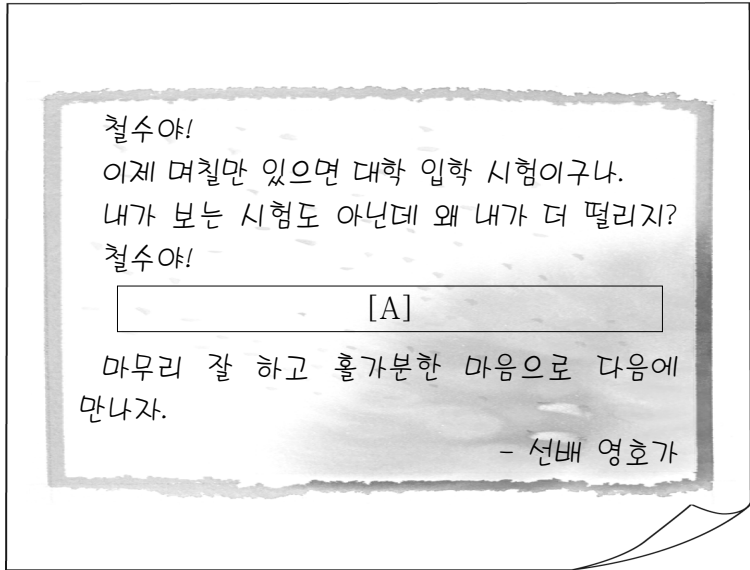 철수야!
이제 며칠만 있으면 대학 입학 시험이구나.
내가 보는 시험도 아닌데 왜 내가 더 떨리지?
철수야!
[A]
마무리 잘 하고 홀가분한 마음으로 다음에
만나자.
- 선배 영호가